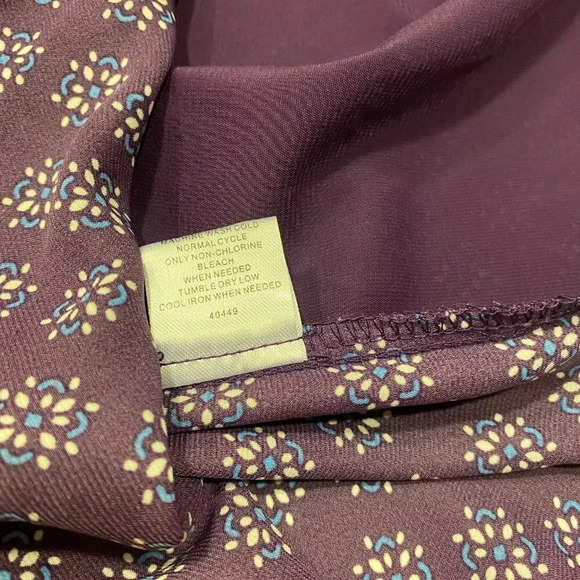 MACHINE WASH COLD
NORMAL CYCLE
ONLY NON-CHLORINE
BLEACH
WHEN NEEDED
TUMBLE DRY LOW
COOL IRON WHEN NEEDED
40449